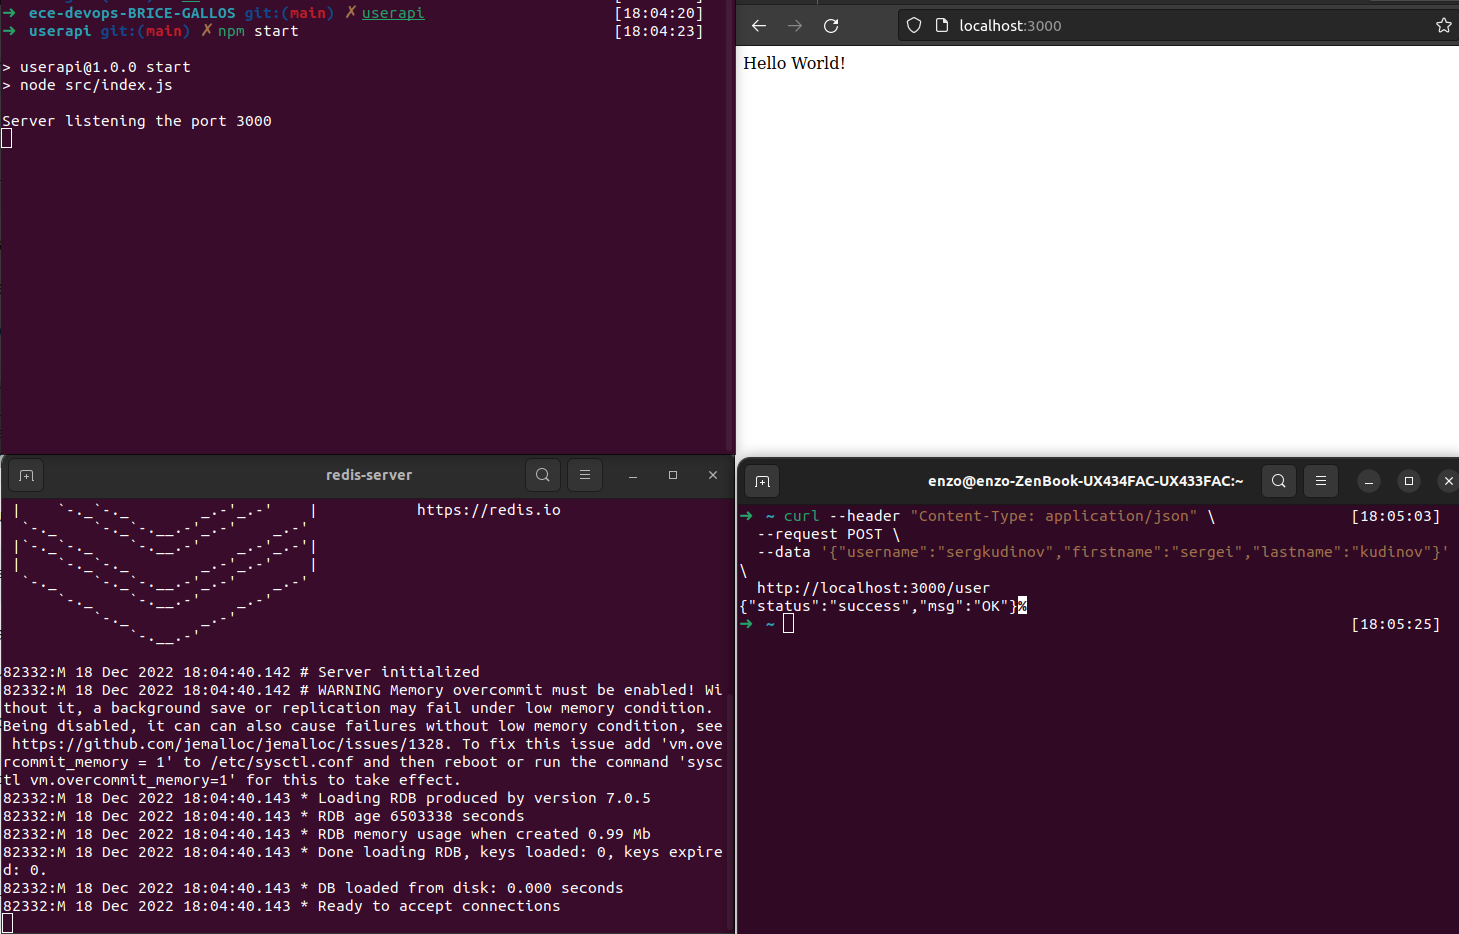 ➜ ece-devops-BRICE-GALLOS git:(main) ✗ userapi [18:04:20]
➜ userapi git:(main) ✗ npm start [18:04:23]
> userapi@1.0.0 start
> node src/index.js
Server listening the port 3000
localhost:3000
Hello World!
redis-server
https://redis.io
82332:M 18 Dec 2022 18:04:40.142 # Server initialized
82332:M 18 Dec 2022 18:04:40.142 # WARNING Memory overcommit must be enabled! Wi
thout it, a background save or replication may fail under low memory condition.
Being disabled, it can can also cause failures without low memory condition, see
https://github.com/jemalloc/jemalloc/issues/1328. To fix this issue add 'vm.ove
rcommit_memory = 1' to /etc/sysctl.conf and then reboot or run the command 'sysc
tl vm.overcommit_memory=1' for this to take effect.
82332:M 18 Dec 2022 18:04:40.143 * Loading RDB produced by version 7.0.5
82332:M 18 Dec 2022 18:04:40.143 * RDB age 6503338 seconds
82332:M 18 Dec 2022 18:04:40.143 * RDB memory usage when created 0.99 Mb
82332:M 18 Dec 2022 18:04:40.143 * Done loading RDB, keys loaded: 0, keys expire
d: 0.
82332:M 18 Dec 2022 18:04:40.143 * DB loaded from disk: 0.000 seconds
82332:M 18 Dec 2022 18:04:40.143 * Ready to accept connections
enzo@enzo-ZenBook-UX434FAC-UX433FAC:~
➜ ~ curl --header "Content-Type: application/json" \ [18:05:03]
--request POST \
--data '{"username":"sergkudinov","firstname":"sergei","lastname":"kudinov"}'
\
http://localhost:3000/user
{"status":"success","msg":"OK"}%
➜ ~ [18:05:25]